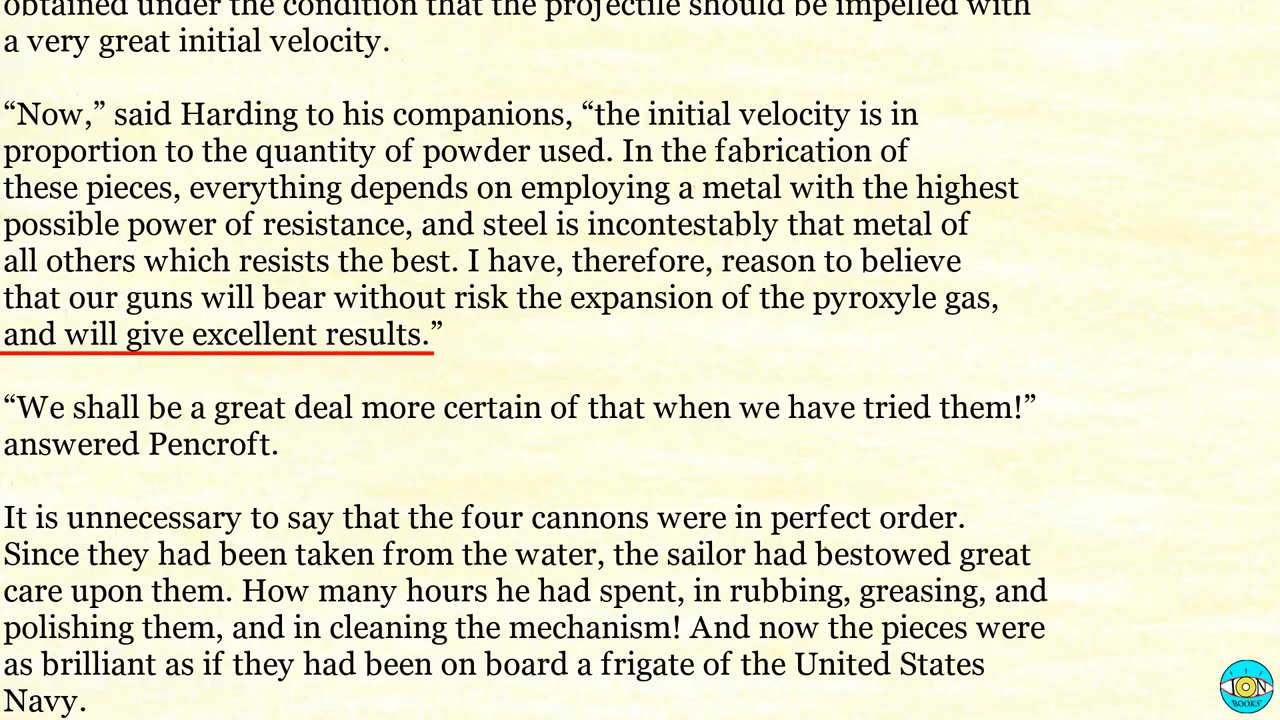 obtained under the condition that the projectile should be impelled with
a very great initial velocity.
“Now,” said Harding to his companions, “the initial velocity is in
proportion to the quantity of powder used. In the fabrication of
these pieces, everything depends on employing a metal with the highest
possible power of resistance, and steel is incontestably that metal of
all others which resists the best. I have, therefore, reason to believe
that our guns will bear without risk the expansion of the pyroxyle gas,
and will give excellent results.”
“We shall be a great deal more certain of that when we have tried them!”
answered Pencroft.
It is unnecessary to say that the four cannons were in perfect order.
Since they had been taken from the water, the sailor had bestowed great
care upon them. How many hours he had spent, in rubbing, greasing, and
polishing them, and in cleaning the mechanism! And now the pieces were
as brilliant as if they had been on board a frigate of the United States
Navy.
ION
BOOKS